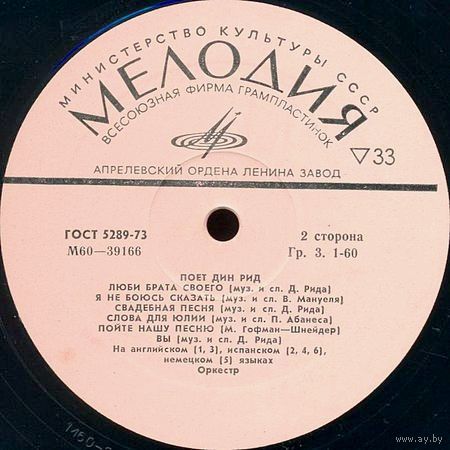 МИНИСТЕРСТВО КУЛЬТУРЫ СССР
МЕЛОДИЯ
ВСЕСОЮЗНАЯ ФИРМА ГРАМПЛАСТИНОК
▽33
АПРЕЛЕВСКИЙ ОРДЕНА ЛЕНИНА ЗАВОД
ГОСТ 5289-73
2 сторона
М60—39166
Гр. 3. 1-60
ПОЕТ ДИН РИД
ЛЮБИ БРАТА СВОЕГО [муз. и сл. Д. Рида]
Я НЕ БОЮСЬ СКАЗАТЬ [муз. и сл. В. Мануеля]
СВАДЕБНАЯ ПЕСНЯ [муз. и сл. Д. Рида]
СЛОВА ДЛЯ ЮЛИИ [муз. и сл. П. Абанеса]
ПОЙТЕ НАШУ ПЕСНЮ [М. Гофман—Шнейдер]
ВЫ [муз. и сл. Д. Рида]
На английском [1, 3], испанском [2, 4, 6],
немецком [5] языках
Оркестр
www.ay.by